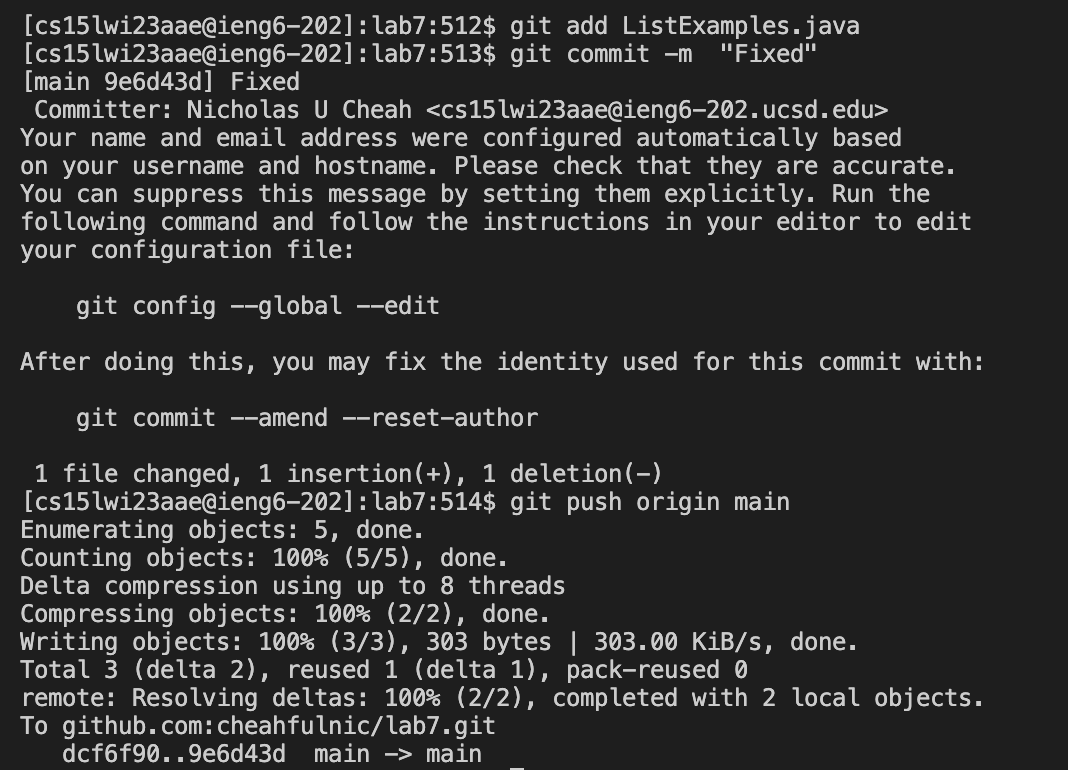 [cs15lwi23aae@ieng6-202]:lab7:512$ git add ListExamples.java
[cs15lwi23aae@ieng6-202]:lab7:513$ git commit -m  "Fixed"
[main 9e6d43d] Fixed
 Committer: Nicholas U Cheah <cs15lwi23aae@ieng6-202.ucsd.edu>
Your name and email address were configured automatically based
on your username and hostname. Please check that they are accurate.
You can suppress this message by setting them explicitly. Run the
following command and follow the instructions in your editor to edit
your configuration file:

    git config --global --edit

After doing this, you may fix the identity used for this commit with:

    git commit --amend --reset-author

 1 file changed, 1 insertion(+), 1 deletion(-)
[cs15lwi23aae@ieng6-202]:lab7:514$ git push origin main
Enumerating objects: 5, done.
Counting objects: 100% (5/5), done.
Delta compression using up to 8 threads
Compressing objects: 100% (2/2), done.
Writing objects: 100% (3/3), 303 bytes | 303.00 KiB/s, done.
Total 3 (delta 2), reused 1 (delta 1), pack-reused 0
remote: Resolving deltas: 100% (2/2), completed with 2 local objects.
To github.com:cheahfulnic/lab7.git
   dcf6f90..9e6d43d  main -> main